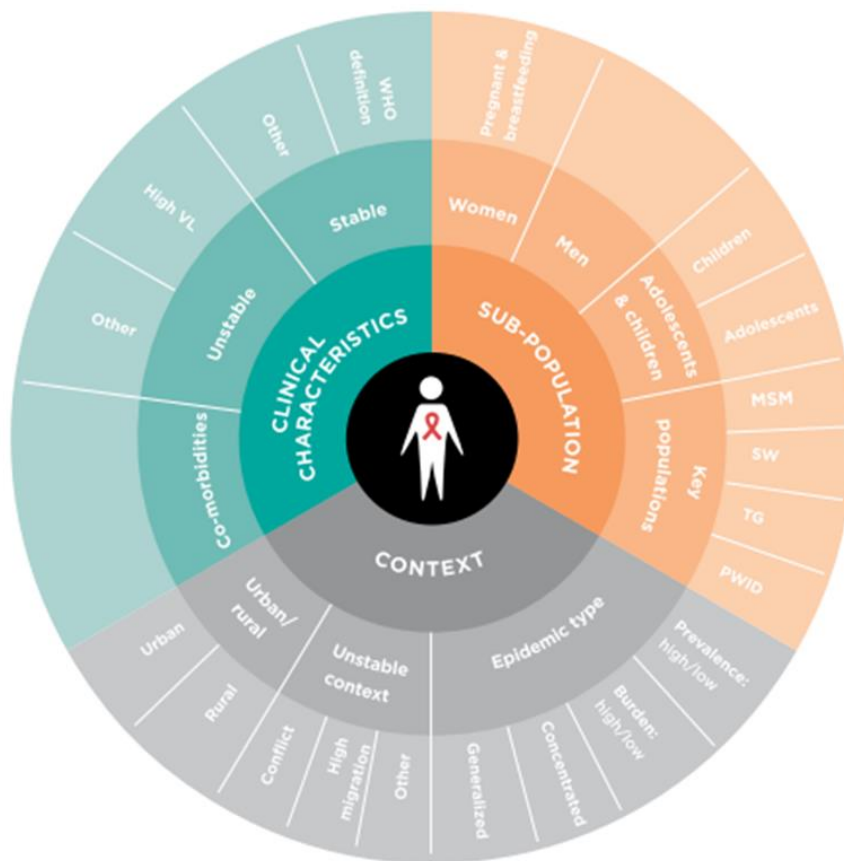 CLINICAL
CHARACTERISTICS
Stable
WHO
definition
Other
Unstable
High VL
Other
Co-morbidities
SUB-POPULATION
Women
Pregnant &
breastfeeding
Men
Adolescents
& children
Children
Adolescents
Key
populations
MSM
SW
TG
PWID
CONTEXT
Urban/
rural
Urban
Rural
Unstable
context
Conflict
High
migration
Other
Epidemic type
Generalized
Concentrated
Burden:
high/low
Prevalence:
high/low